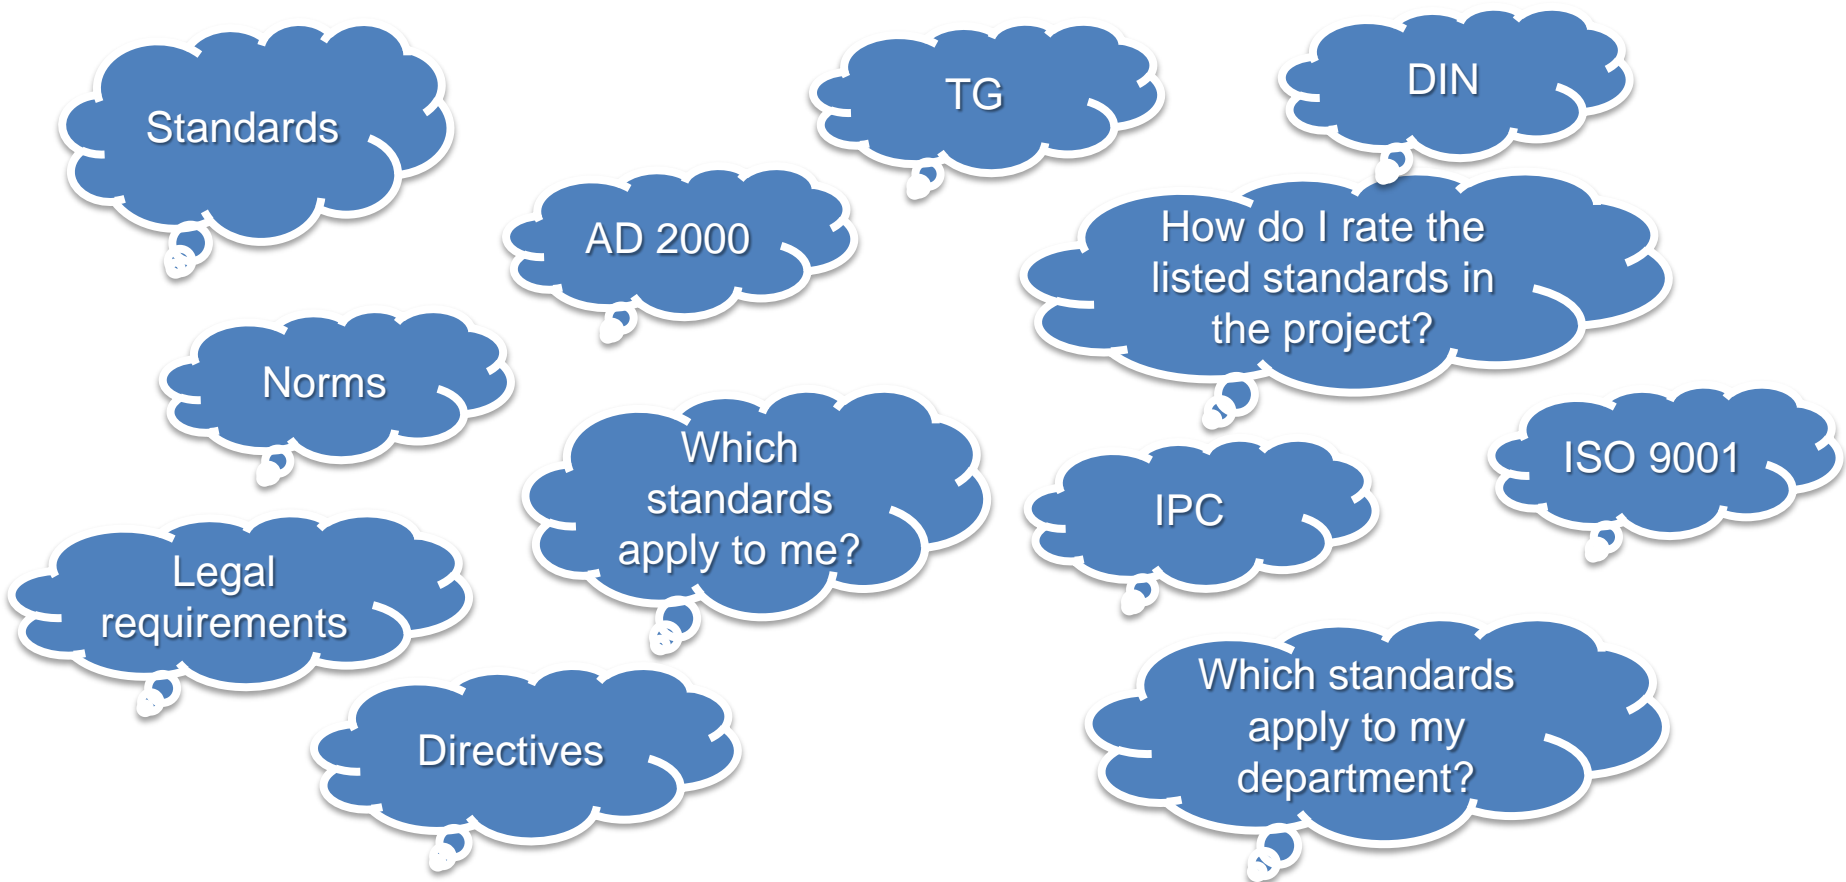 Standards
TG
DIN
AD 2000
How do I rate the
listed standards in
the project?
Norms
Which
standards
apply to me?
IPC
ISO 9001
Legal
requirements
Directives
Which standards
apply to my
department?